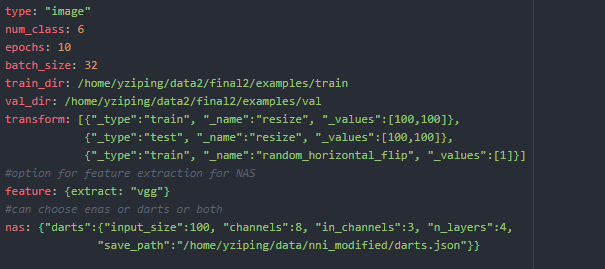 type: "image"
num_class: 6
epochs: 10
batch_size: 32
train_dir: /home/yziping/data2/final2/examples/train
val_dir: /home/yziping/data2/final2/examples/val
transform: [{"_type":"train", "_name":"resize", "_values":[100,100]},
{"_type":"test", "_name":"resize", "_values":[100,100]},
{"_type":"train", "_name":"random_horizontal_flip", "_values":[1]}]
#option for feature extraction for NAS
feature: {extract: "vgg"}
#can choose enas or darts or both
nas: {"darts":{"input_size":100, "channels":8, "in_channels":3, "n_layers":4,
"save_path":"/home/yziping/data/nni_modified/darts.json"}}